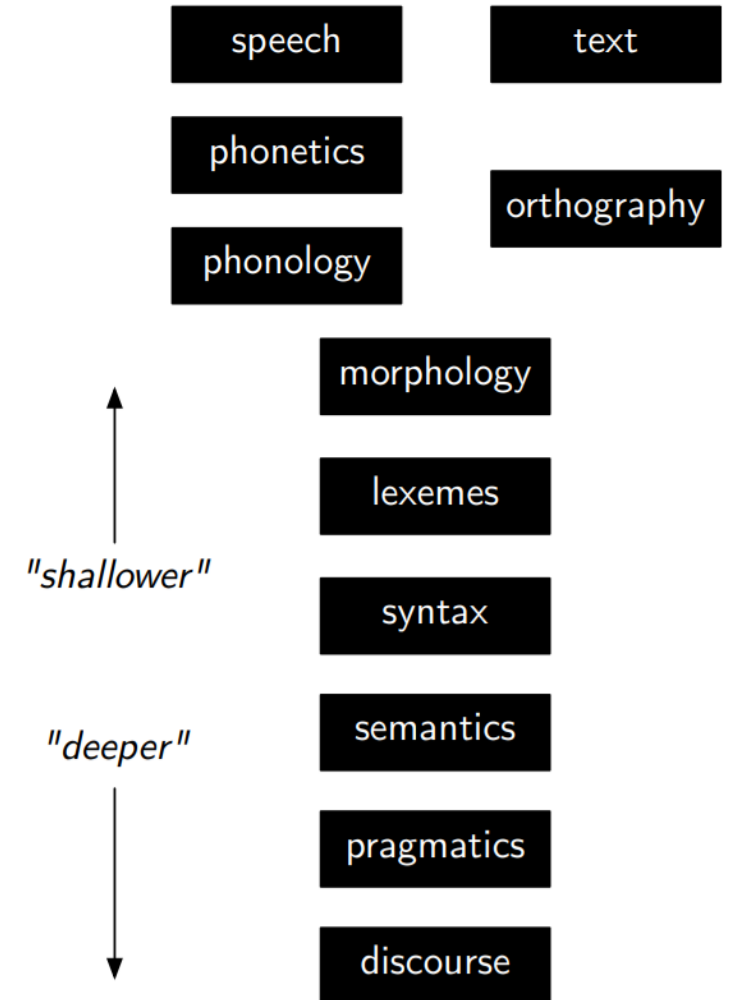 speech
text
phonetics
orthography
phonology
morphology
lexemes
"shallower"
syntax
semantics
"deeper"
pragmatics
discourse